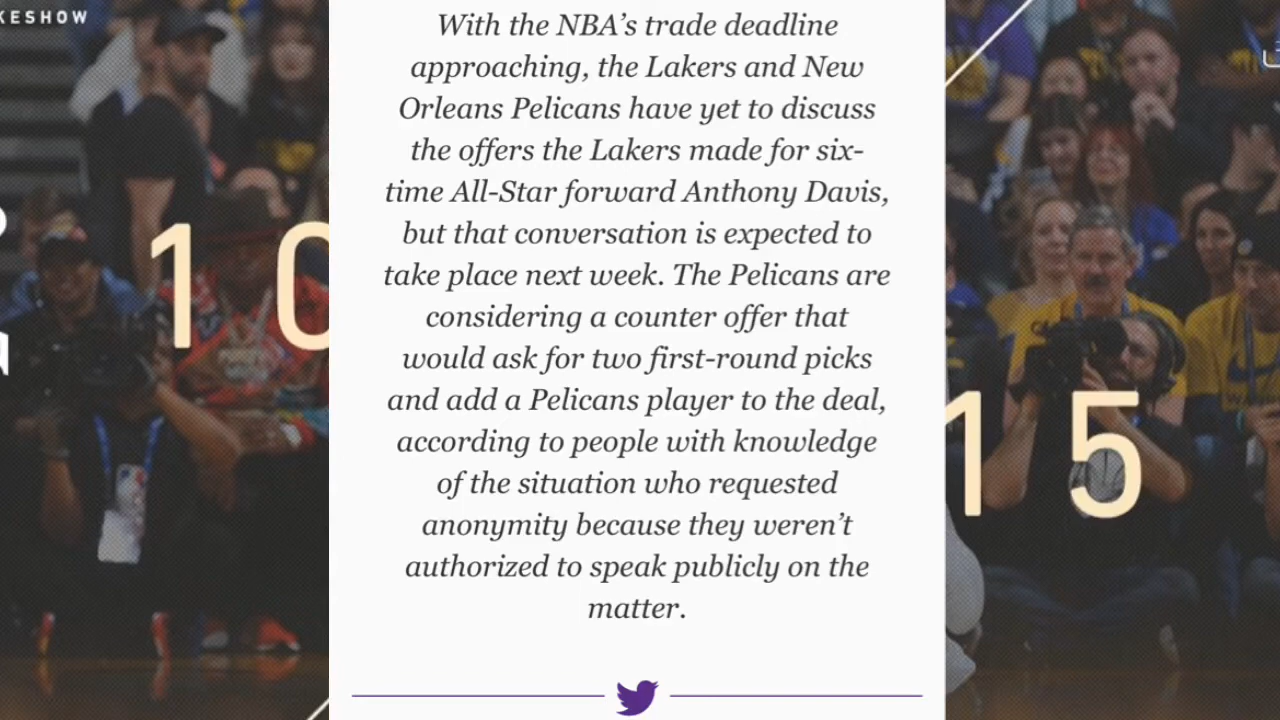 KESHOW
With the NBA’s trade deadline
approaching, the Lakers and New
Orleans Pelicans have yet to discuss
the offers the Lakers made for six-
time All-Star forward Anthony Davis,
but that conversation is expected to
take place next week. The Pelicans are
considering a counter offer that
would ask for two first-round picks
and add a Pelicans player to the deal,
according to people with knowledge
of the situation who requested
anonymity because they weren’t
authorized to speak publicly on the
matter.
10
15